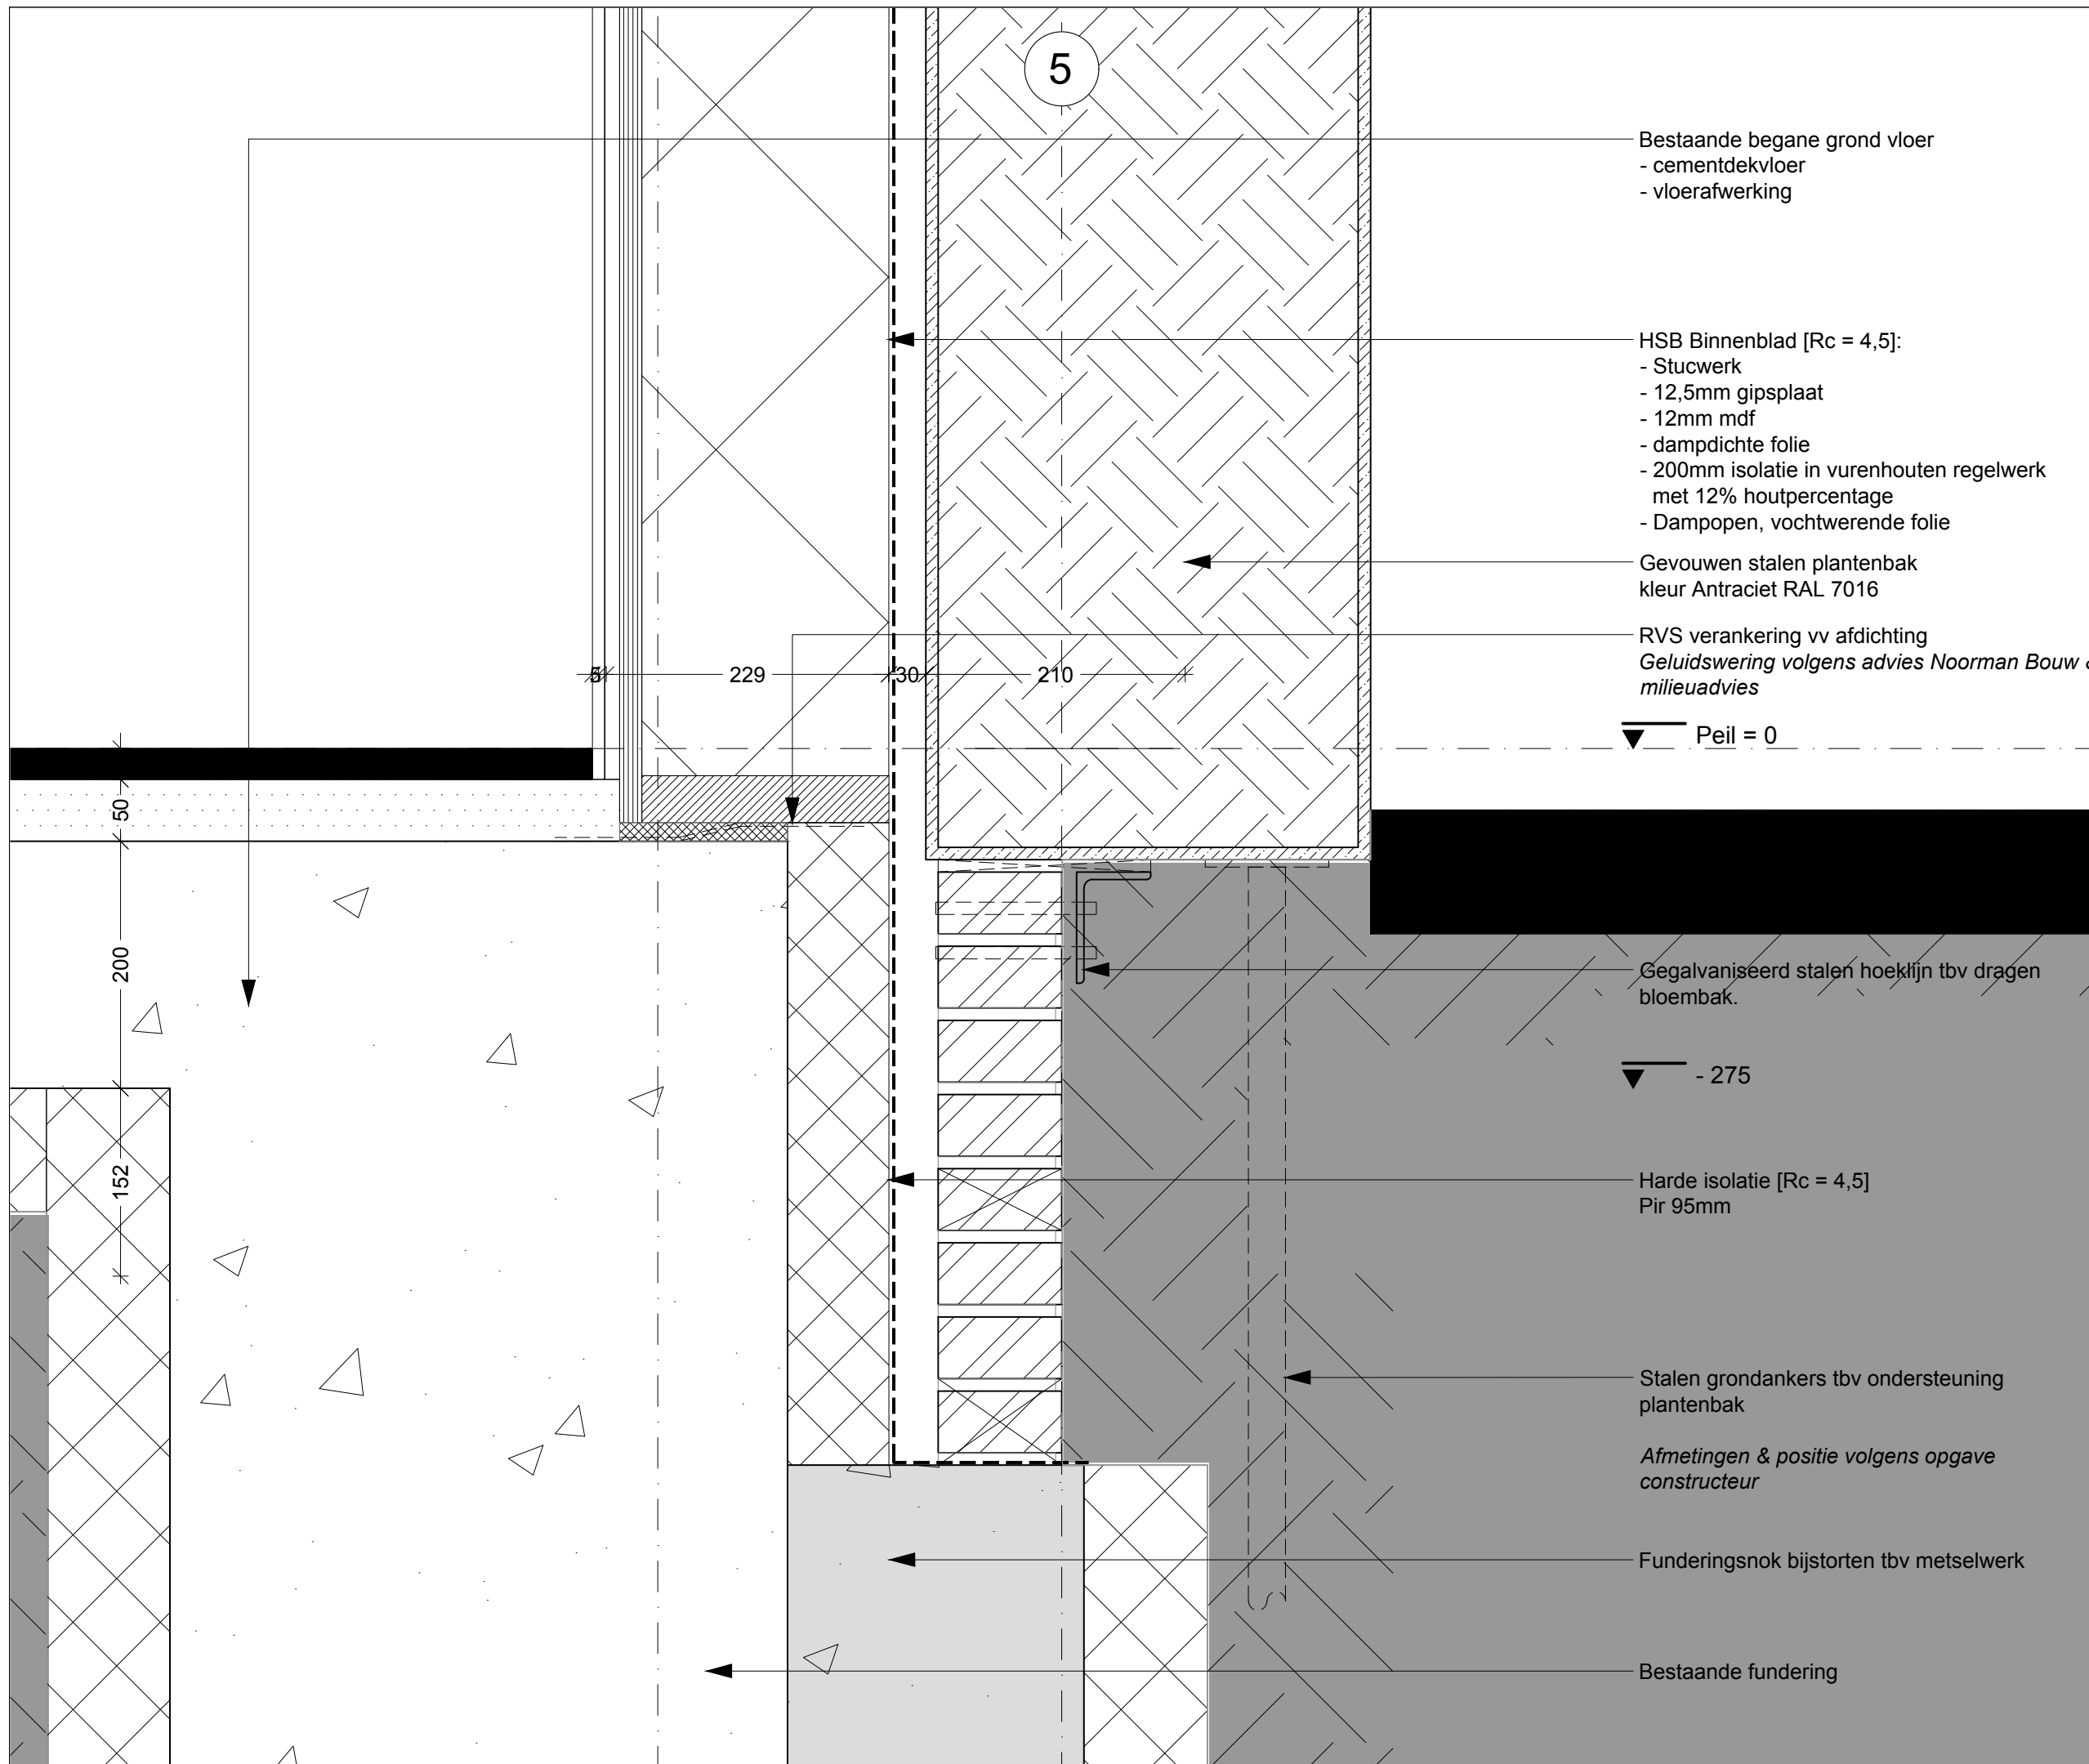 5
Bestaande begane grond vloer
- cementdekvloer
- vloerafwerking
HSB Binnenblad [Rc = 4,5]:
- Stucwerk
- 12,5mm gipsplaat
- 12mm mdf
- dampdichte folie
- 200mm isolatie in vurenhouten regelwerk
met 12% houtpercentage
- Dampopen, vochtwerende folie
Gevouwen stalen plantenbak
kleur Antraciet RAL 7016
RVS verankering vv afdichting
Geluidswering volgens advies Noorman Bouw &
milieuadvies
229
30
210
Peil = 0
50
200
152
Gegalvaniseerd stalen hoeklijn tbv dragen
bloembak.
- 275
Harde isolatie [Rc = 4,5]
Pir 95mm
Stalen grondankers tbv ondersteuning
plantenbak
Afmetingen & positie volgens opgave
constructeur
Funderingsnok bijstorten tbv metselwerk
Bestaande fundering